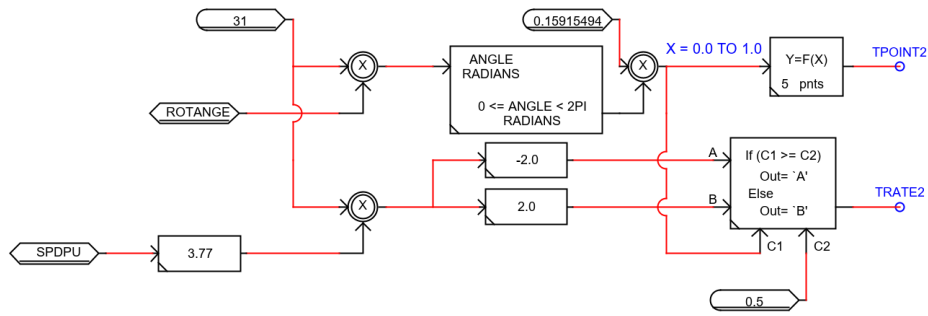 31
0.15915494
X
ANGLE
RADIANS
0 <= ANGLE < 2PI
RADIANS
X
X = 0.0 TO 1.0
Y=F(X)
5 pnts
TPOINT2
ROTANGE
-2.0
A
If (C1 >= C2)
Out= `A'
Else
Out= `B'
TRATE2
X
2.0
B
SPDPU
3.77
C1
C2
0.5